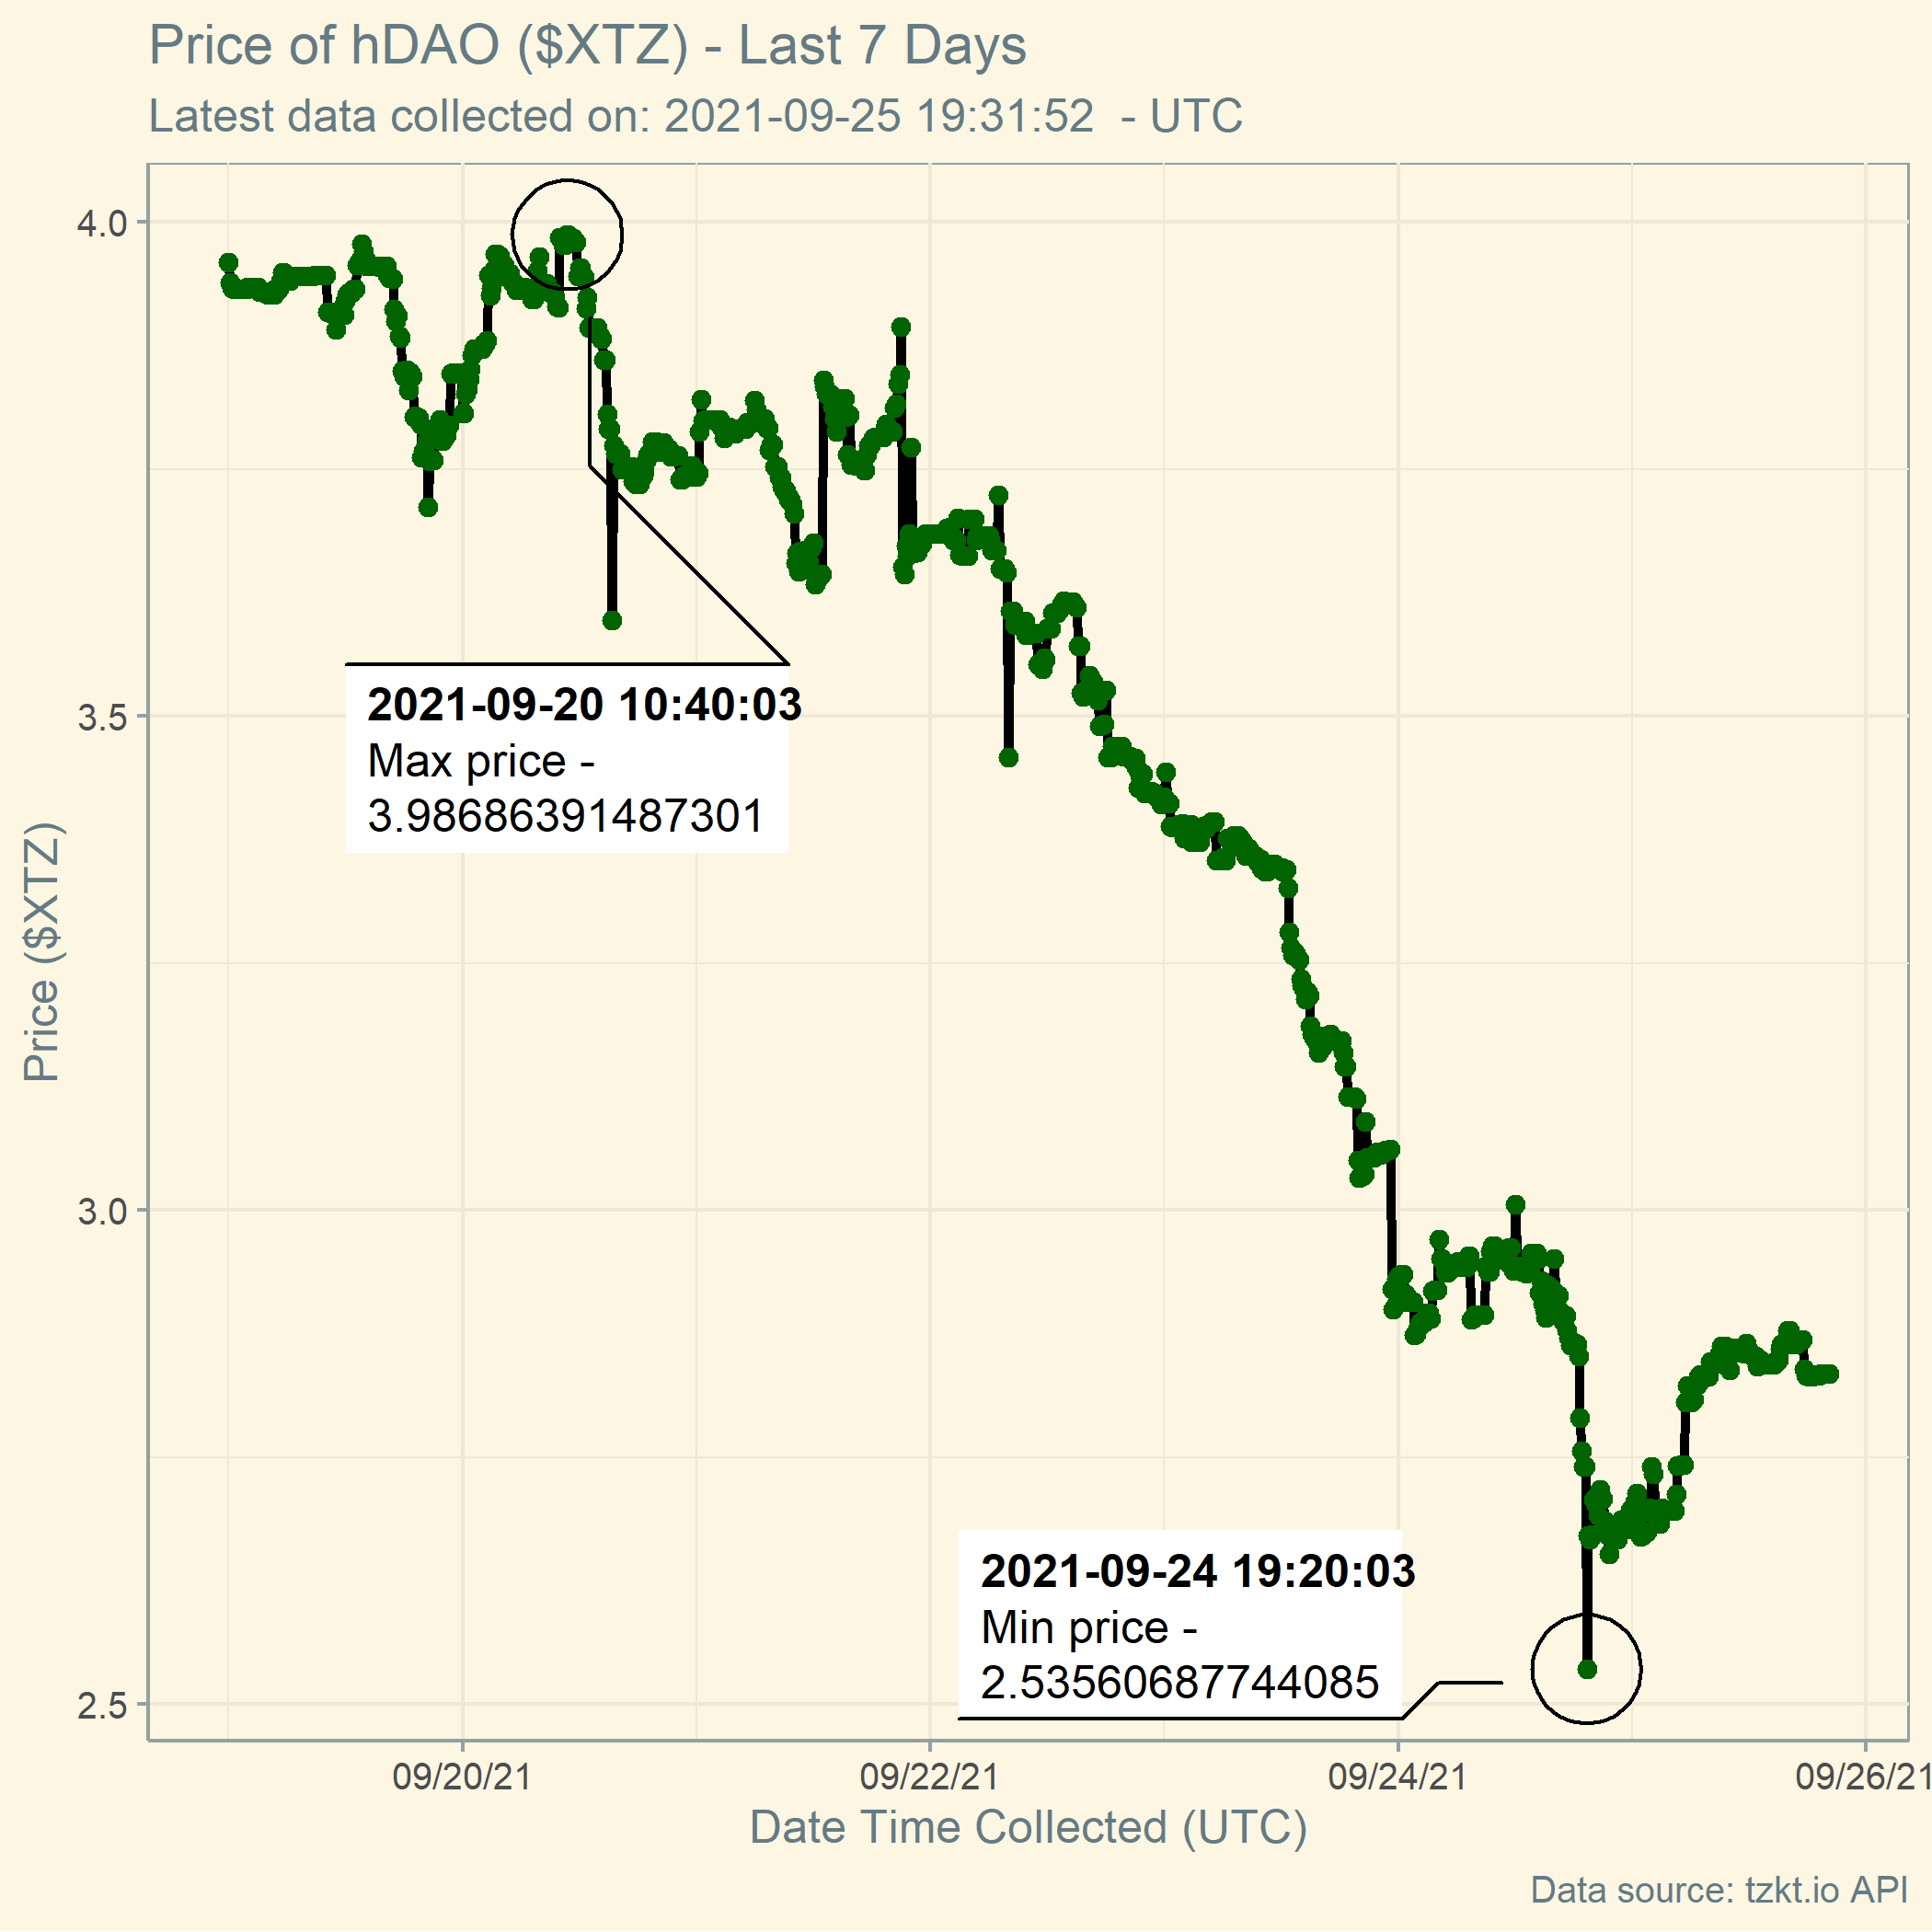 Price of hDAO ($XTZ) - Last 7 Days
Latest data collected on: 2021-09-25 19:31:52  - UTC
4.0
3.5
3.0
2.5
Price ($XTZ)
2021-09-20 10:40:03
Max price -
3.98686391487301
2021-09-24 19:20:03
Min price -
2.53560687744085
09/20/21
09/22/21
09/24/21
09/26/21
Date Time Collected (UTC)
Data source: tzkt.io API